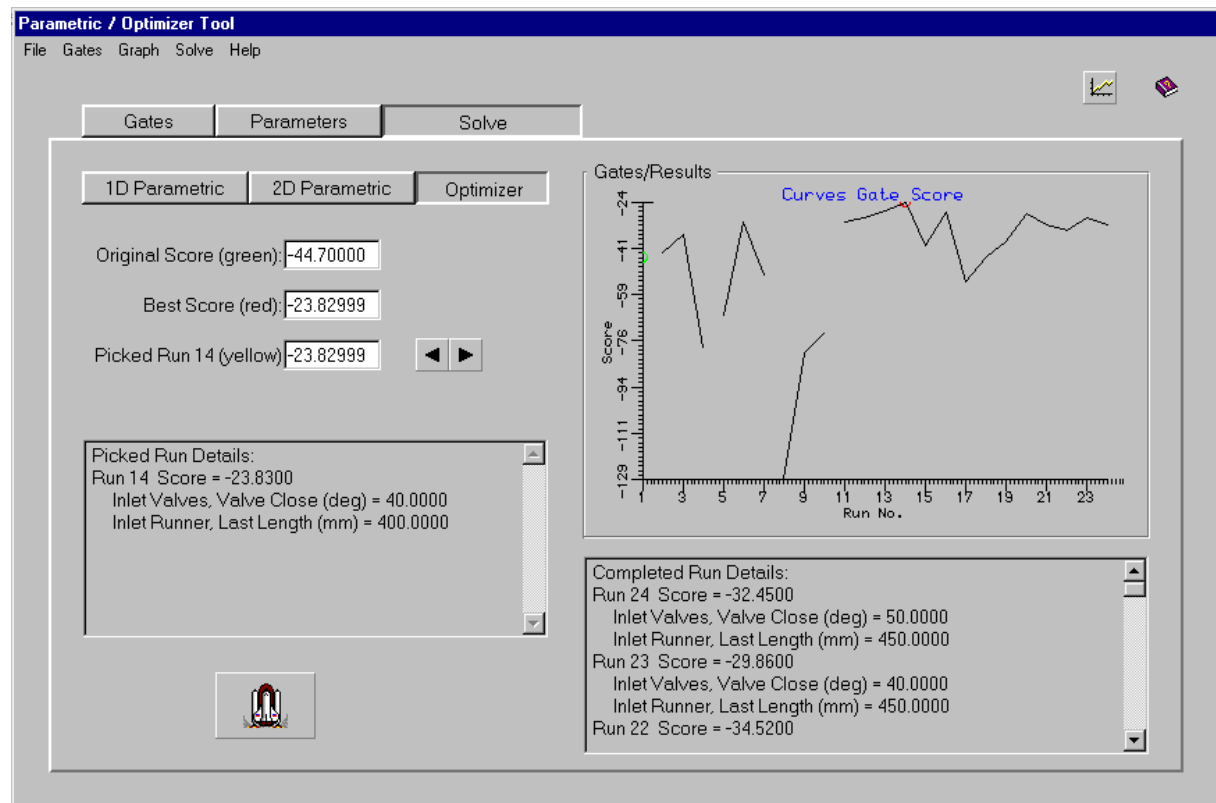 Parametric / Optimizer Tool
File Gates Graph Solve Help
Gates Parameters Solve
1D Parametric 2D Parametric Optimizer
Original Score (green): -44.70000
Best Score (red): -23.82999
Picked Run 14 (yellow) -23.82999
Picked Run Details:
Run 14 Score = -23.8300
Inlet Valves, Valve Close (deg) = 40.0000
Inlet Runner, Last Length (mm) = 400.0000
Gates/Results
Curves Gate Score
-24
-41
-59
-76
-94
-111
-129
Score
1 3 5 7 9 11 13 15 17 19 21 23
Run No.
Completed Run Details:
Run 24 Score = -32.4500
Inlet Valves, Valve Close (deg) = 50.0000
Inlet Runner, Last Length (mm) = 450.0000
Run 23 Score = -29.8600
Inlet Valves, Valve Close (deg) = 40.0000
Inlet Runner, Last Length (mm) = 450.0000
Run 22 Score = -34.5200